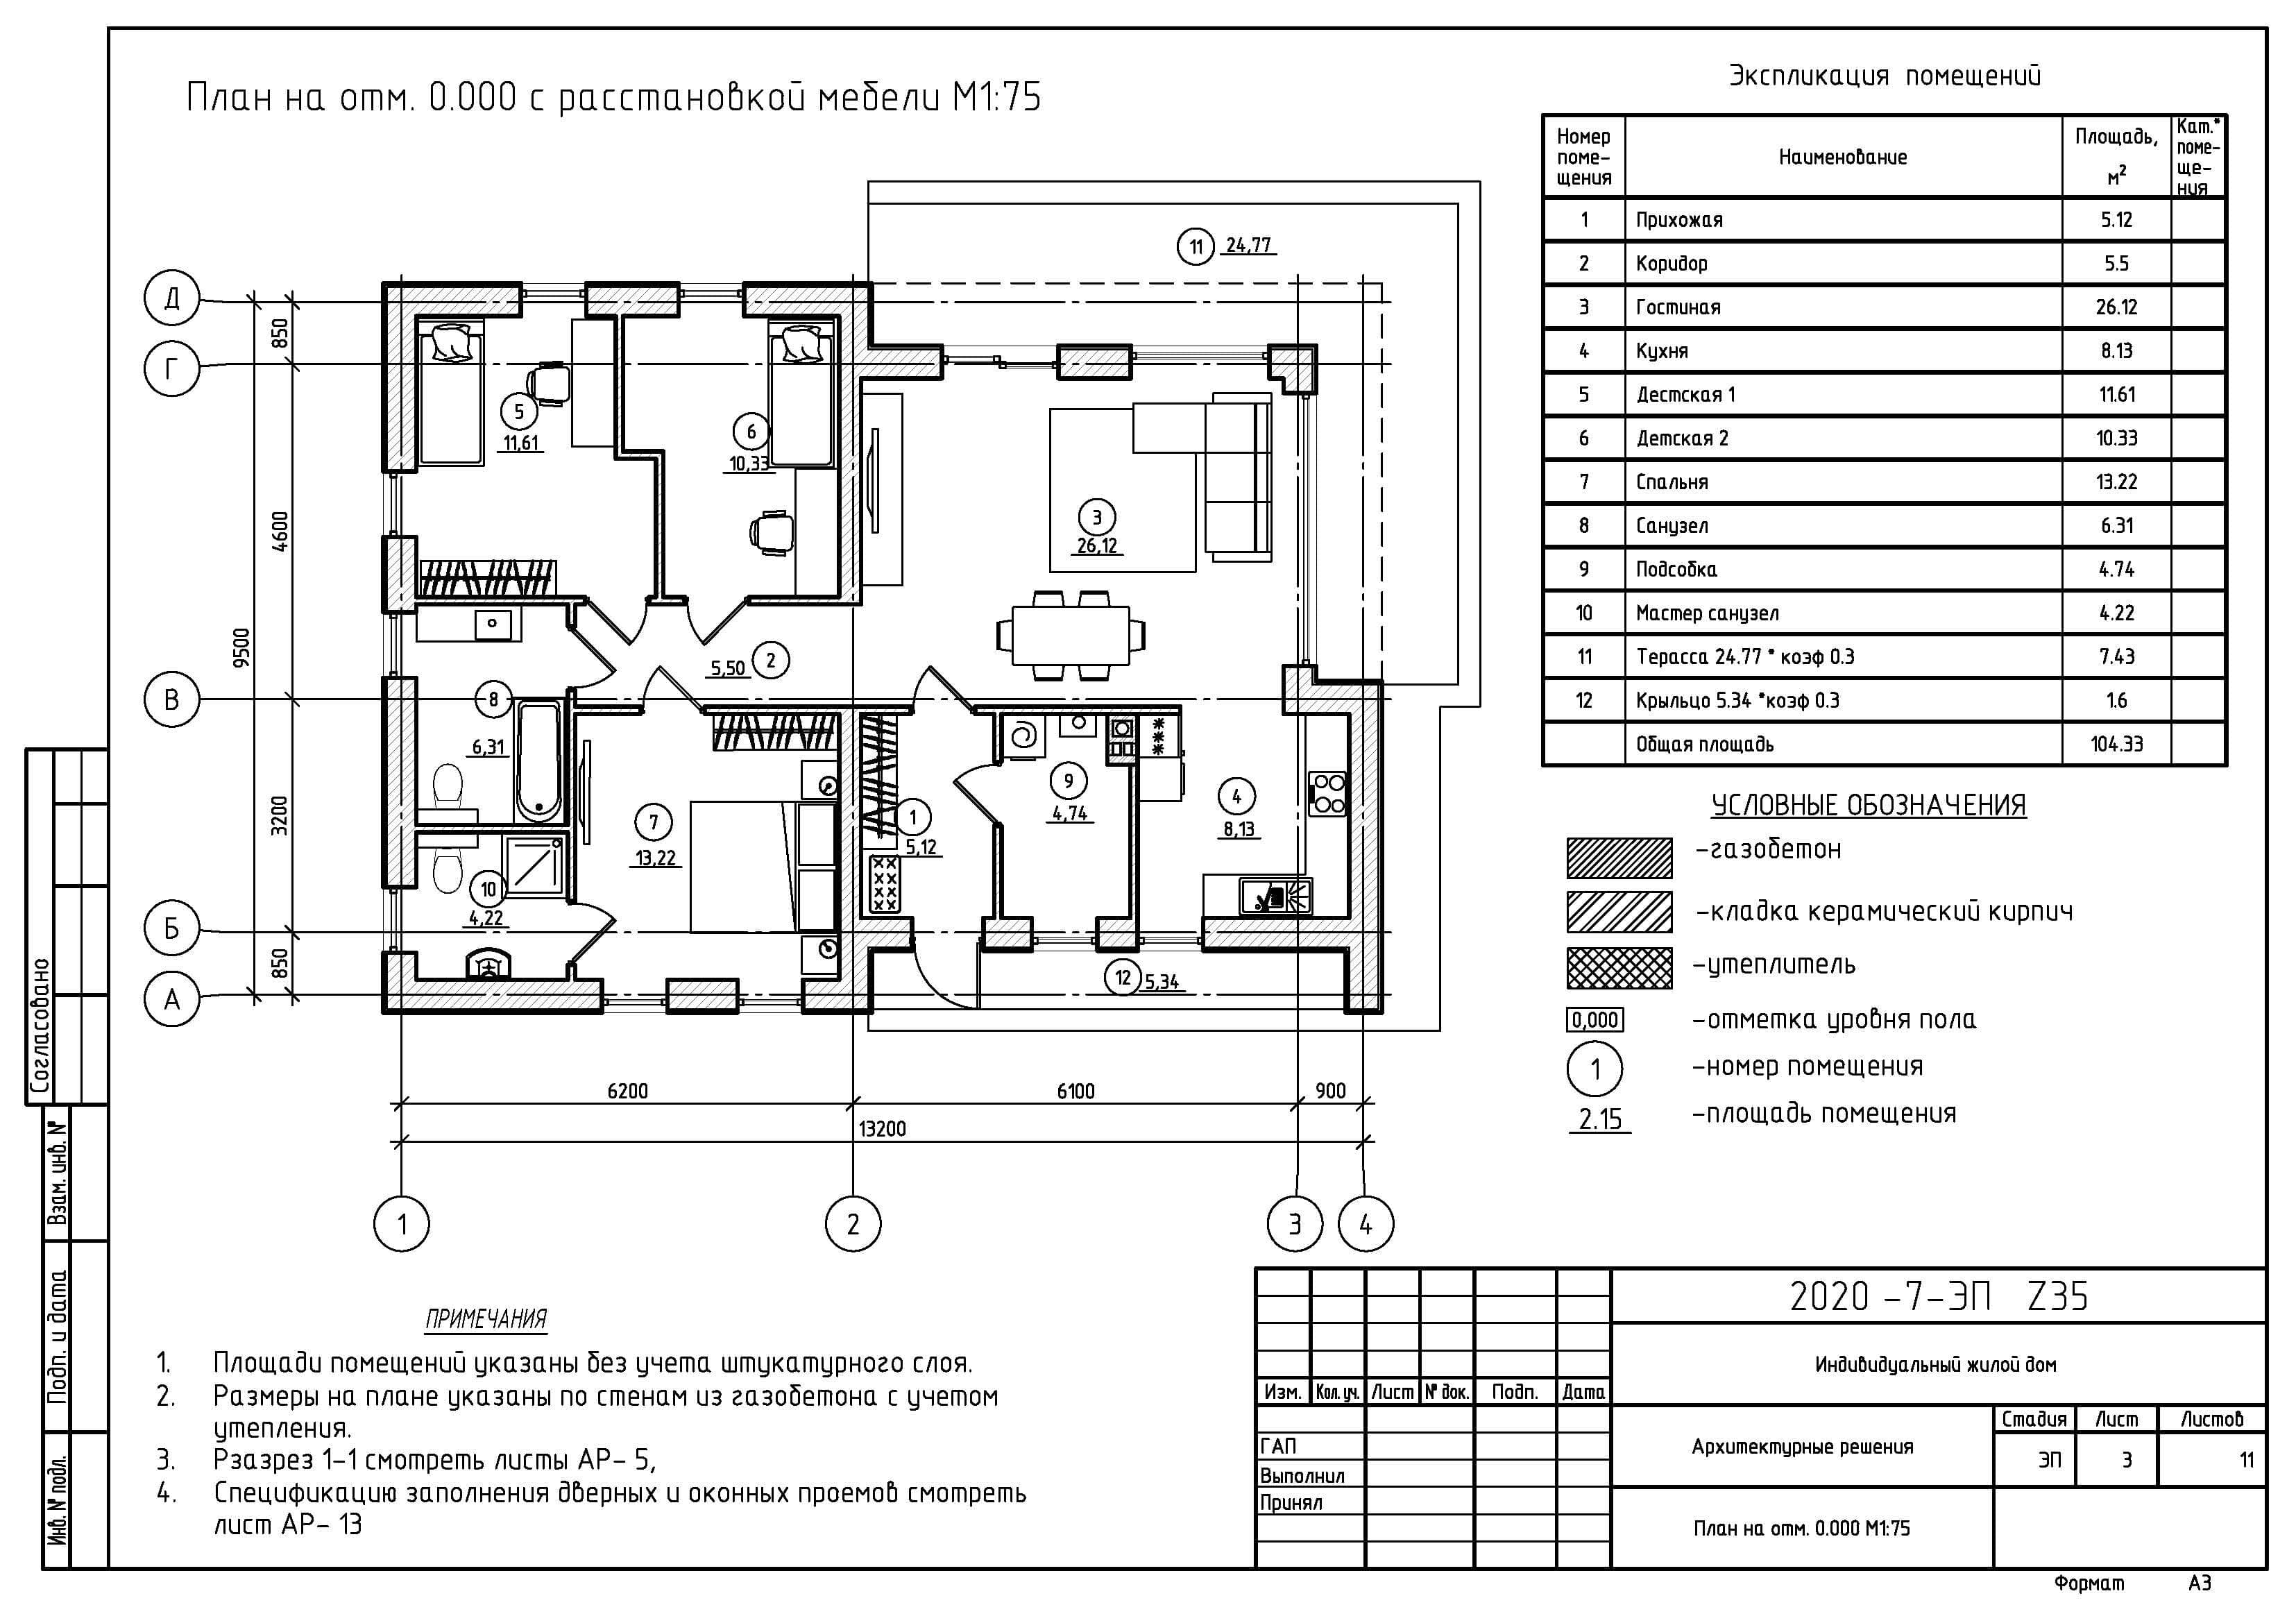 План на отм. 0.000 с расстановкой мебели М1:75
Экспликация помещений
Номер поме-щения Наименование Площадь, м² Кат.* поме-ще-ния
1 Прихожая 5.12
2 Коридор 5.5
3 Гостиная 26.12
4 Кухня 8.13
5 Дестская 1 11.61
6 Детская 2 10.33
7 Спальня 13.22
8 Санузел 6.31
9 Подсобка 4.74
10 Мастер санузел 4.22
11 Терасса 24.77 * коэф 0.3 7.43
12 Крыльцо 5.34 *коэф 0.3 1.6
Общая площадь 104.33
УСЛОВНЫЕ ОБОЗНАЧЕНИЯ
-газобетон
-кладка керамический кирпич
-утеплитель
0,000 -отметка уровня пола
1 -номер помещения
2.15 -площадь помещения
Д
Г
В
Б
А
850
4600
9500
3200
850
11 24,77
5
11,61
6
10,33
3
26,12
5,50 2
8
6,31
7
13,22
1
5,12
9
4,74
4
8,13
10
4,22
12 5,34
6200
6100
900
13200
1
2
3
4
ПРИМЕЧАНИЯ
1. Площади помещений указаны без учета штукатурного слоя.
2. Размеры на плане указаны по стенам из газобетона с учетом
утепления.
3. Рзазрез 1-1 смотреть листы АР- 5,
4. Спецификацию заполнения дверных и оконных проемов смотреть
лист АР- 13
Согласовано
Взам. инв. №
Подп. и дата
Инв. № подл.
2020 -7-ЭП Z35
Индивидуальный жилой дом
Изм. Кол. уч. Лист № док. Подп. Дата
ГАП
Выполнил
Принял
Архитектурные решения
Стадия Лист Листов
ЭП 3 11
План на отм. 0.000 М1:75
Формат А3